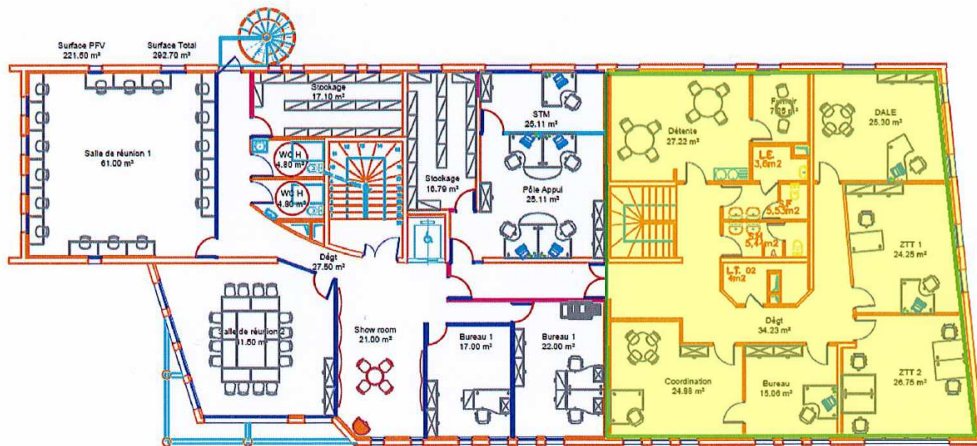 Surface PFV
221.60 m²
Surface Total
292.70 m²
Stockage
17.10 m²
Salle de réunion 1
61.00 m²
WC H
4.80 m²
WC H
4.80 m²
Stockage
16.79 m²
STM
25.11 m²
Pôle Appui
25.11 m²
Détente
27.22 m²
Fumoir
DALE
25.30 m²
L.E.
3,6m2
S.F
5,53m2
S.H
L.T. 02
4m2
ZTT 1
24.25 m²
Dégt
27.50 m²
Dégt
34.23 m²
Salle de réunion 2
Show room
21.00 m²
Bureau 1
17.00 m²
Bureau 1
22.00 m²
Coordination
24.88 m²
Bureau
15.06 m²
ZTT 2
26.75 m²